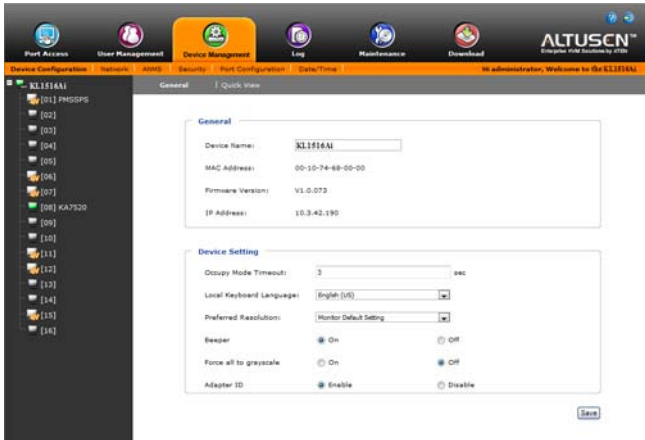 ALTUSEN™
Enterprise KVM Solutions by ATEN
Port Access
User Management
Device Management
Log
Maintenance
Download
Device Configuration
Network
ANMS
Security
Port Configuration
Date/Time
Hi administrator, Welcome to the KL1516Ai
KL1516Ai
[01] PMSSPS
[02]
[03]
[04]
[05]
[06]
[07]
[08] KA7520
[09]
[10]
[11]
[12]
[13]
[14]
[15]
[16]
General
Quick View
General
Device Name: KL1516Ai
MAC Address: 00-10-74-68-00-00
Firmware Version: V1.0.073
IP Address: 10.3.42.190
Device Setting
Occupy Mode Timeout: 3 sec
Local Keyboard Language: English (US)
Preferred Resolution: Monitor Default Setting
Beeper On Off
Force all to grayscale On Off
Adapter ID Enable Disable
Save